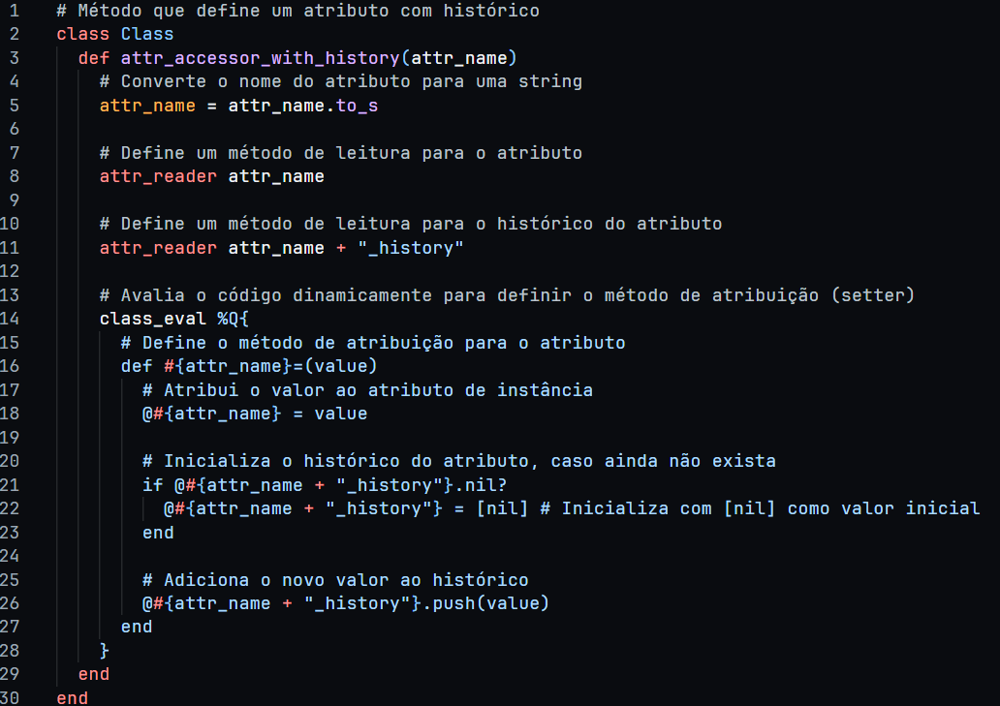 1 # Método que define um atributo com histórico
2 class Class
3   def attr_accessor_with_history(attr_name)
4     # Converte o nome do atributo para uma string
5     attr_name = attr_name.to_s
6
7     # Define um método de leitura para o atributo
8     attr_reader attr_name
9
10     # Define um método de leitura para o histórico do atributo
11     attr_reader attr_name + "_history"
12
13     # Avalia o código dinamicamente para definir o método de atribuição (setter)
14     class_eval %Q{
15       # Define o método de atribuição para o atributo
16       def #{attr_name}=(value)
17         # Atribui o valor ao atributo de instância
18         @#{attr_name} = value
19
20         # Inicializa o histórico do atributo, caso ainda não exista
21         if @#{attr_name + "_history"}.nil?
22           @#{attr_name + "_history"} = [nil] # Inicializa com [nil] como valor inicial
23         end
24
25         # Adiciona o novo valor ao histórico
26         @#{attr_name + "_history"}.push(value)
27       end
28     }
29   end
30 end